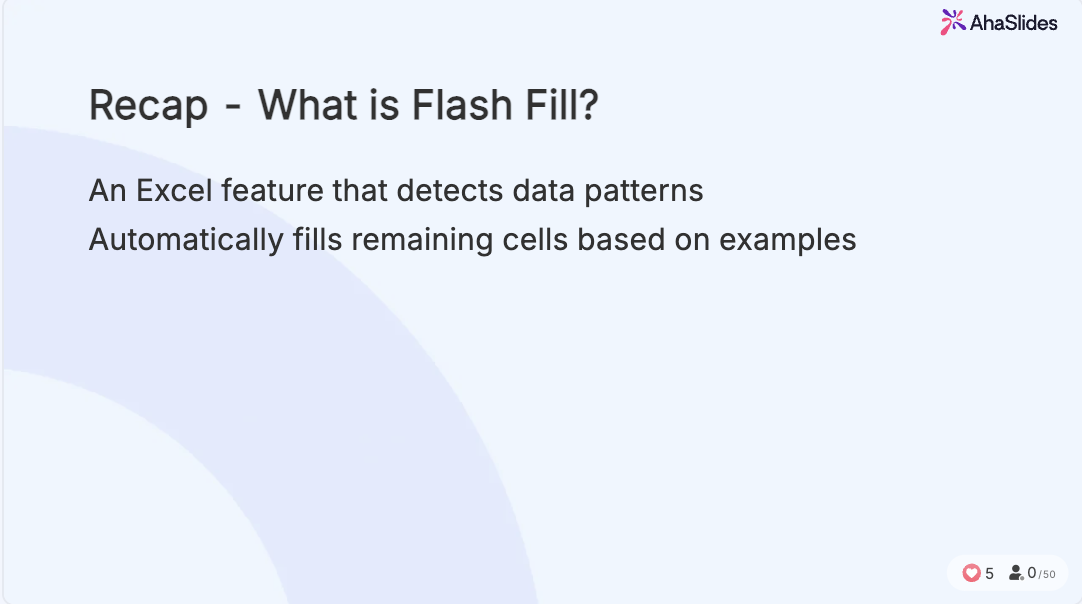 AhaSlides
Recap - What is Flash Fill?
An Excel feature that detects data patterns
Automatically fills remaining cells based on examples
5 0/50